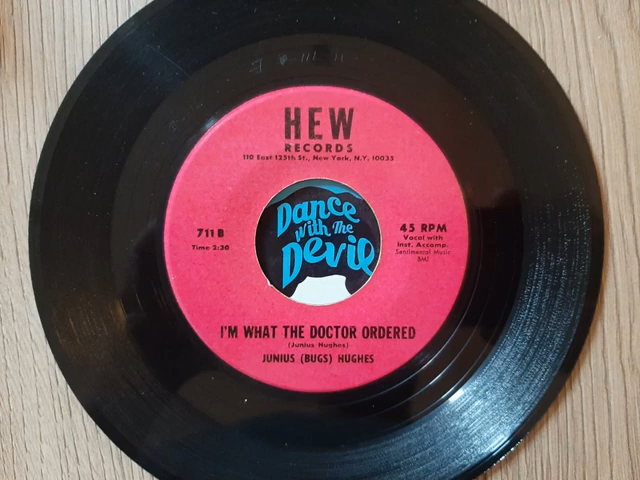 HEW
RECORDS
110 East 125th St., New York, N.Y. 10035
711 B
Time 2:30
Dance
with The
Devil
45 RPM
Vocal with
Inst. Accomp.
Sentimental Music
BMI
I'M WHAT THE DOCTOR ORDERED
(Junius Hughes)
JUNIUS (BUGS) HUGHES